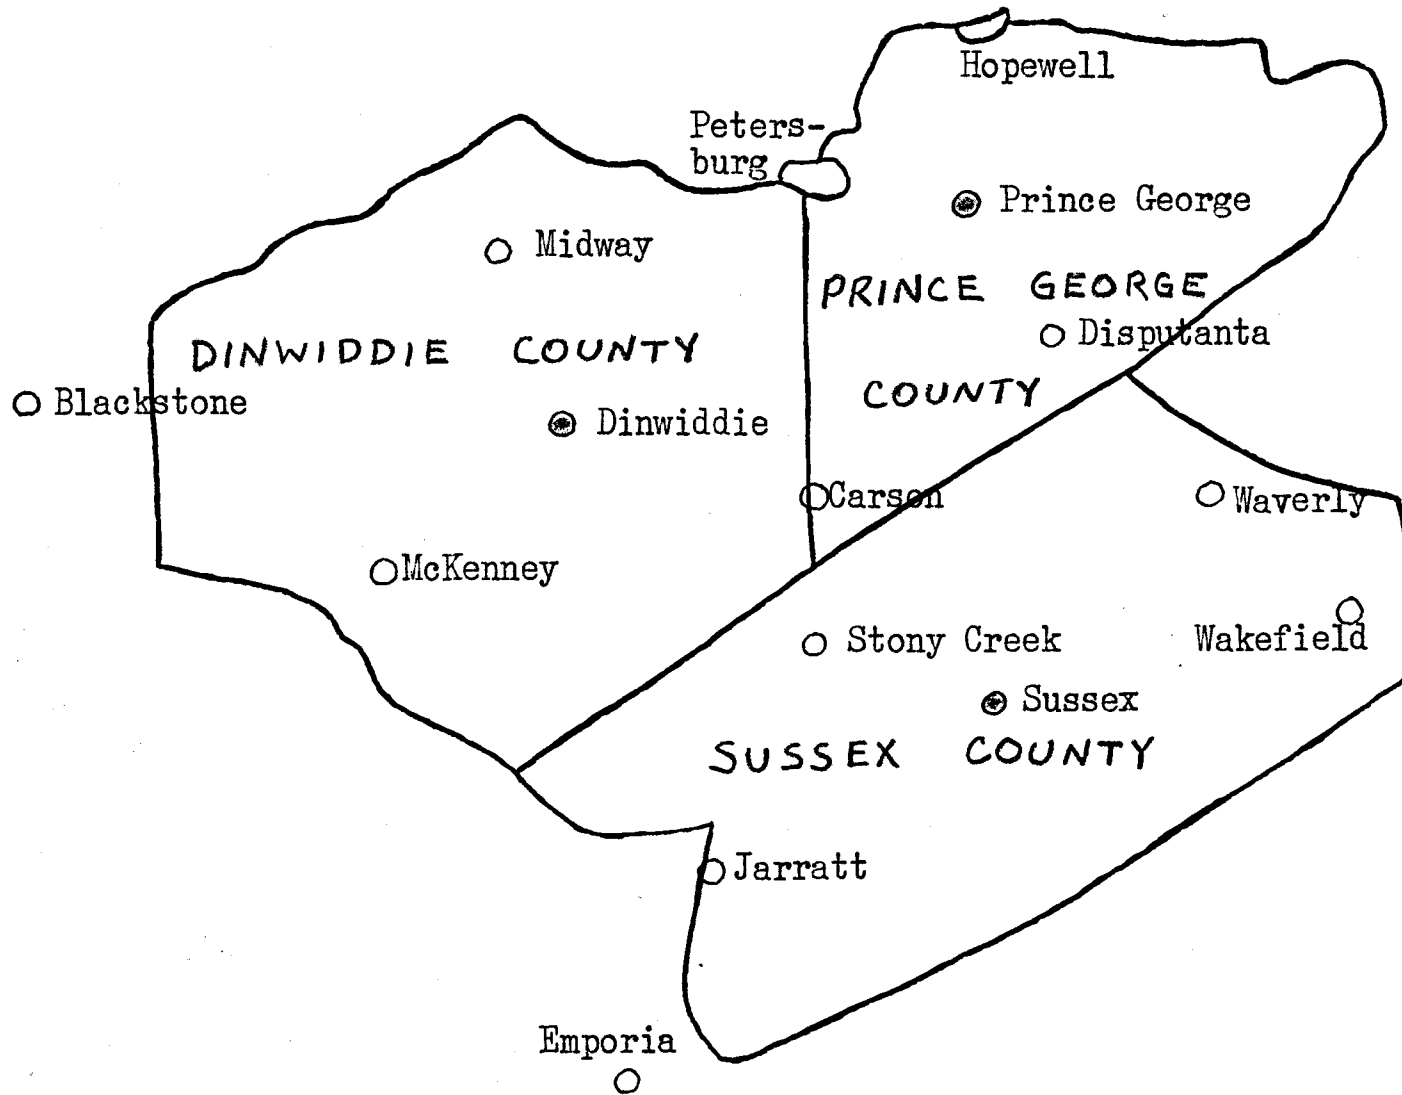 Hopewell
Peters-
burg
Prince George
Midway
PRINCE GEORGE
Disputanta
DINWIDDIE COUNTY
COUNTY
Blackstone
Dinwiddie
Carson
Waverly
McKenney
Stony Creek
Wakefield
Sussex
SUSSEX COUNTY
Jarratt
Emporia